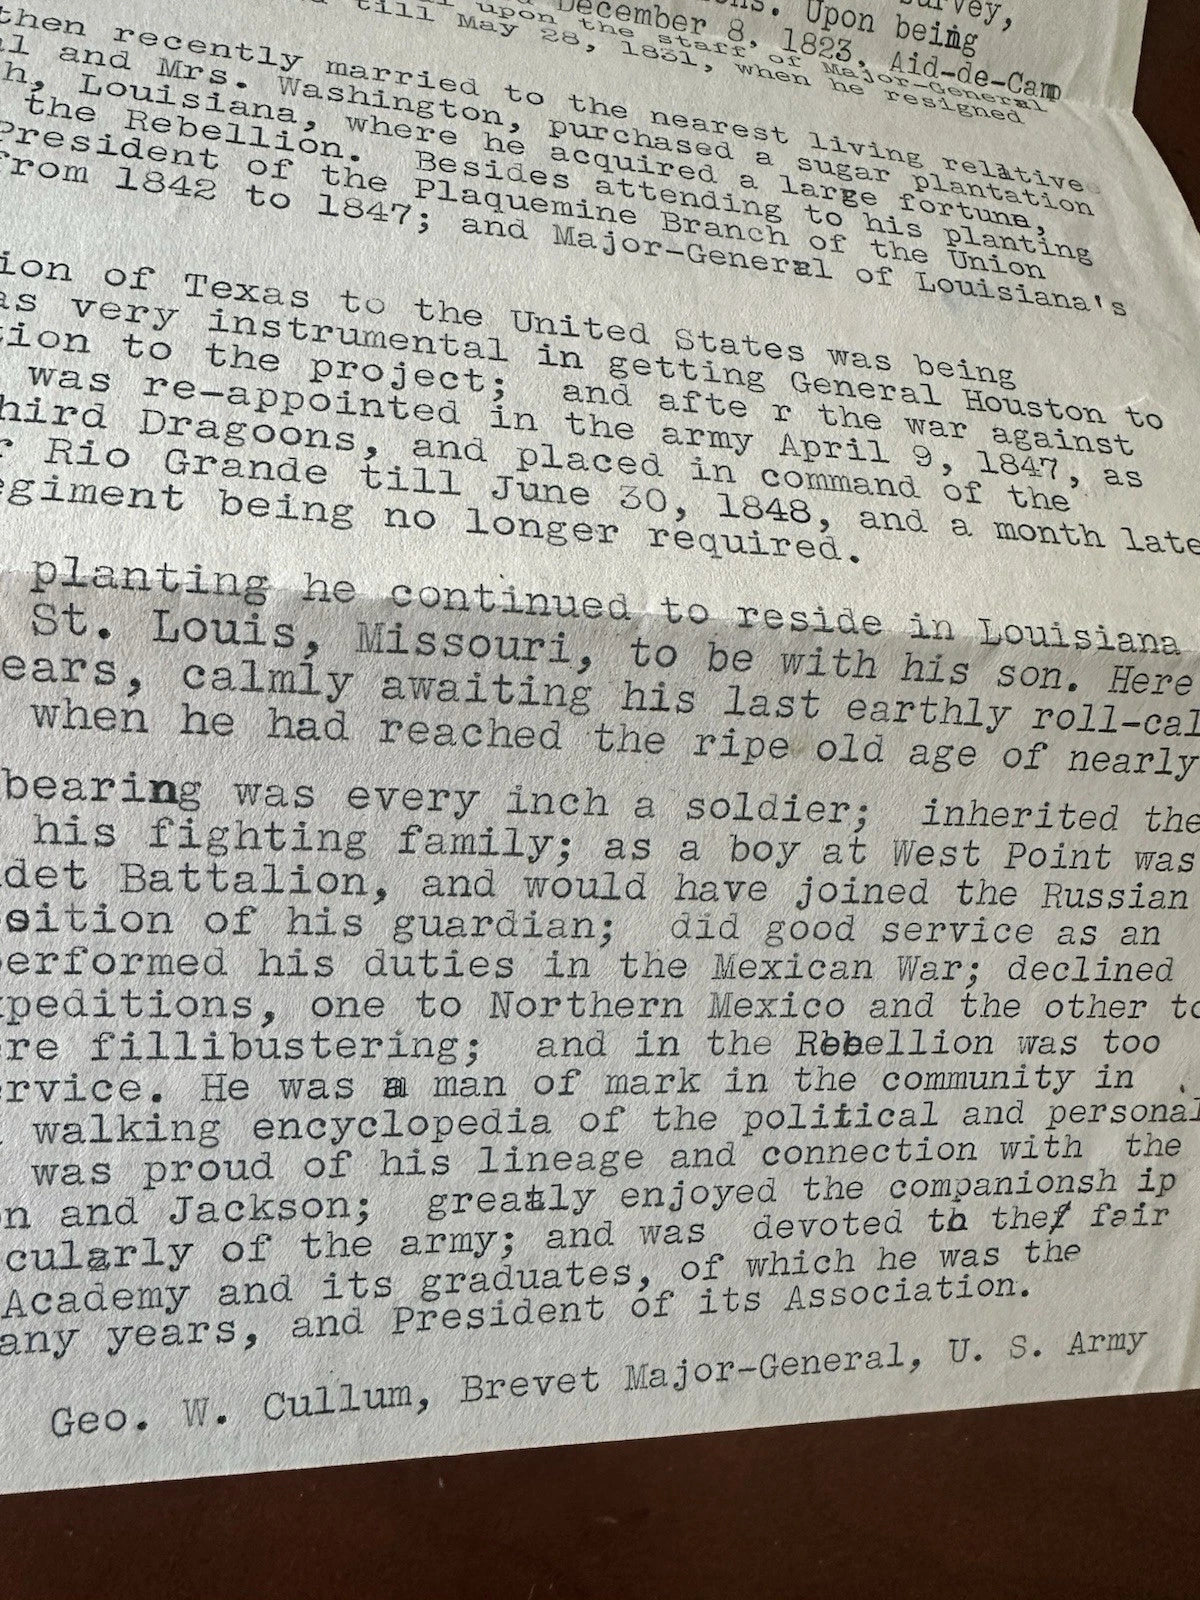 urvey,
ns. Upon being
December 8, 1823, Aid-de-Camp
upon the staff of Major-General
till May 28, 1831, when he resigned
then recently married to the nearest living relative
al and Mrs. Washington, purchased a sugar plantation
h, Louisiana, where he acquired a large fortune,
the Rebellion. Besides attending to his planting
President of the Plaquemine Branch of the Union
from 1842 to 1847; and Major-General of Louisiana's
ion of Texas to the United States was being
as very instrumental in getting General Houston to
tion to the project; and afte r the war against
was re-appointed in the army April 9, 1847, as
hird Dragoons, and placed in command of the
r Rio Grande till June 30, 1848, and a month late
egiment being no longer required.
planting he continued to reside in Louisiana
St. Louis, Missouri, to be with his son. Here
ears, calmly awaiting his last earthly roll-cal
when he had reached the ripe old age of nearly
bearing was every inch a soldier; inherited the
his fighting family; as a boy at West Point was
det Battalion, and would have joined the Russian
sition of his guardian; did good service as an
performed his duties in the Mexican War; declined
xpeditions, one to Northern Mexico and the other to
re fillibustering; and in the Rebellion was too
ervice. He was a man of mark in the community in
walking encyclopedia of the political and personal
was proud of his lineage and connection with the
on and Jackson; greatly enjoyed the companionsh ip
cularly of the army; and was devoted to the fair
Academy and its graduates, of which he was the
any years, and President of its Association.
Geo. W. Cullum, Brevet Major-General, U. S. Army